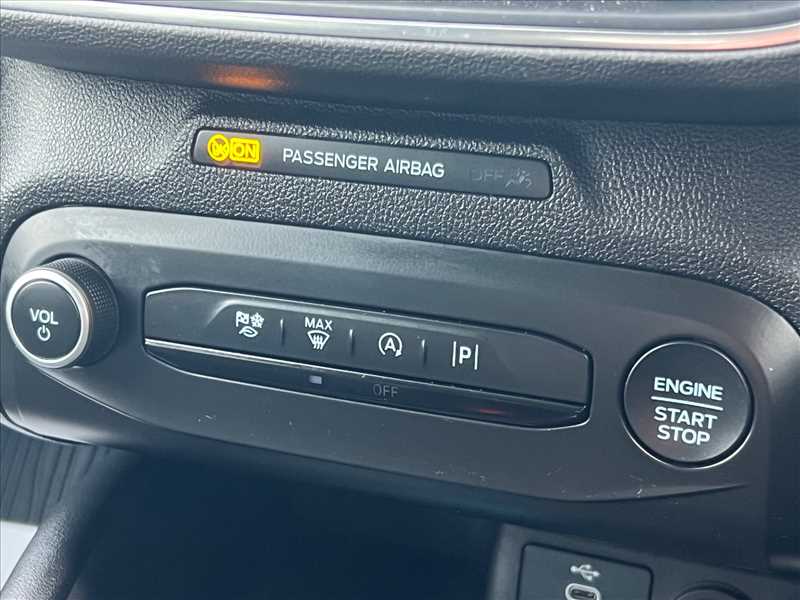 ON PASSENGER AIRBAG OFF
VOL
MAX
A
P
OFF
ENGINE
START
STOP